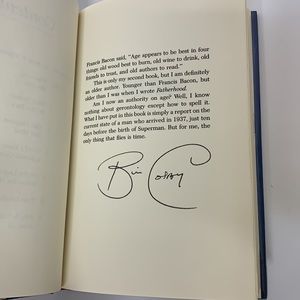 Francis Bacon said, "Age appears to be best in four
things: old wood best to burn, old wine to drink, old
friends to trust, and old authors to read."
This is only my second book, but I am definitely
an older author. Younger than Francis Bacon, but
older than I was when I wrote Fatherhood.
Am I now an authority on age? Well, I know
nothing about gerontology except how to spell it.
What I have put in this book is simply a report on the
current state of a man who arrived in 1937, just ten
days before the birth of Superman. But for me, the
only thing that flies is time.
Bill Cosby